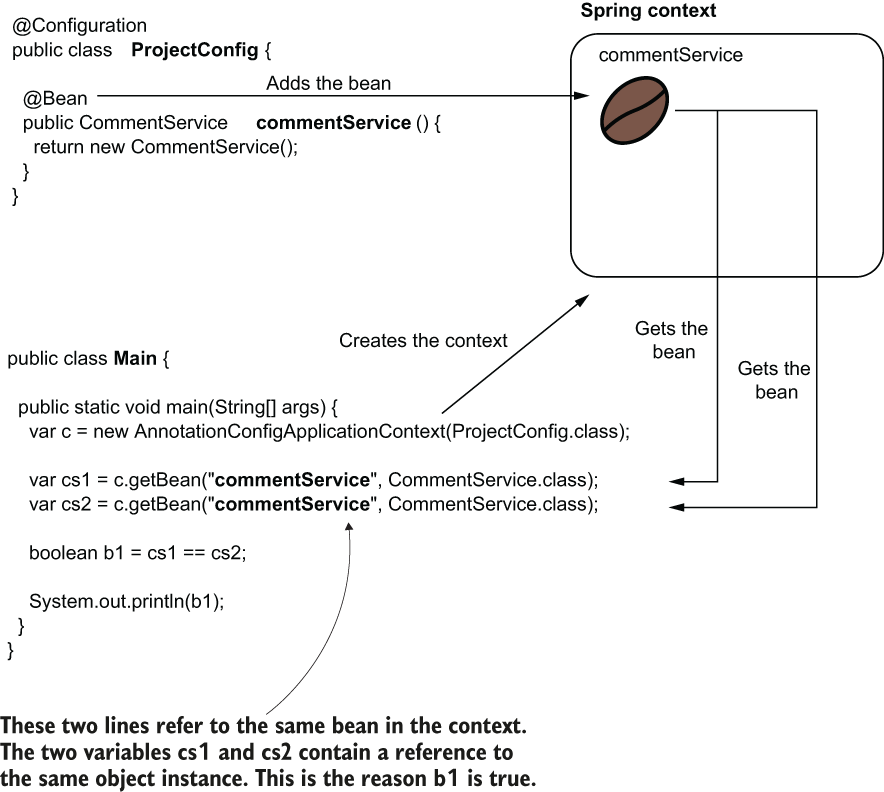 Spring context
@Configuration
public class ProjectConfig {
commentService
Adds the bean
@Bean
public CommentService commentService () {
return new CommentService();
}
}
Creates the context
Gets the
bean
Gets the
bean
public class Main {
public static void main(String[] args) {
var c = new AnnotationConfigApplicationContext(ProjectConfig.class);
var cs1 = c.getBean("commentService", CommentService.class);
var cs2 = c.getBean("commentService", CommentService.class);
boolean b1 = cs1 == cs2;
System.out.println(b1);
}
}
These two lines refer to the same bean in the context.
The two variables cs1 and cs2 contain a reference to
the same object instance. This is the reason b1 is true.